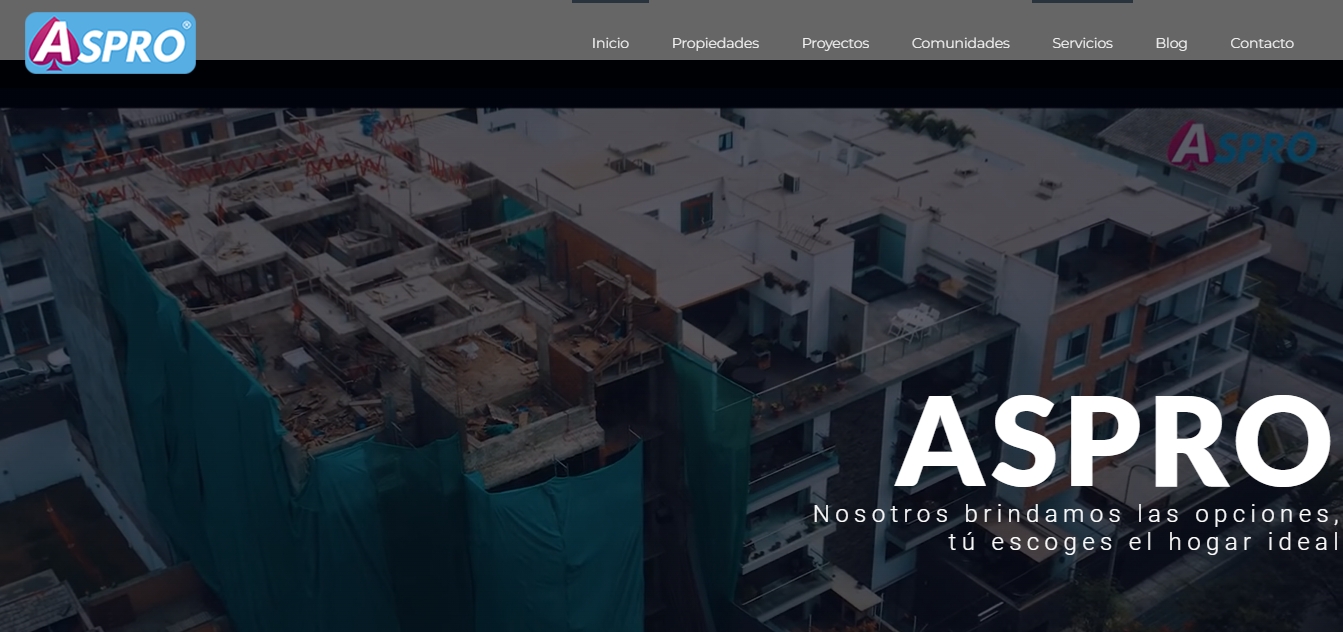 ASPRO®
Inicio Propiedades Proyectos Comunidades Servicios Blog Contacto
ASPRO
ASPRO
Nosotros brindamos las opciones,
tú escoges el hogar ideal